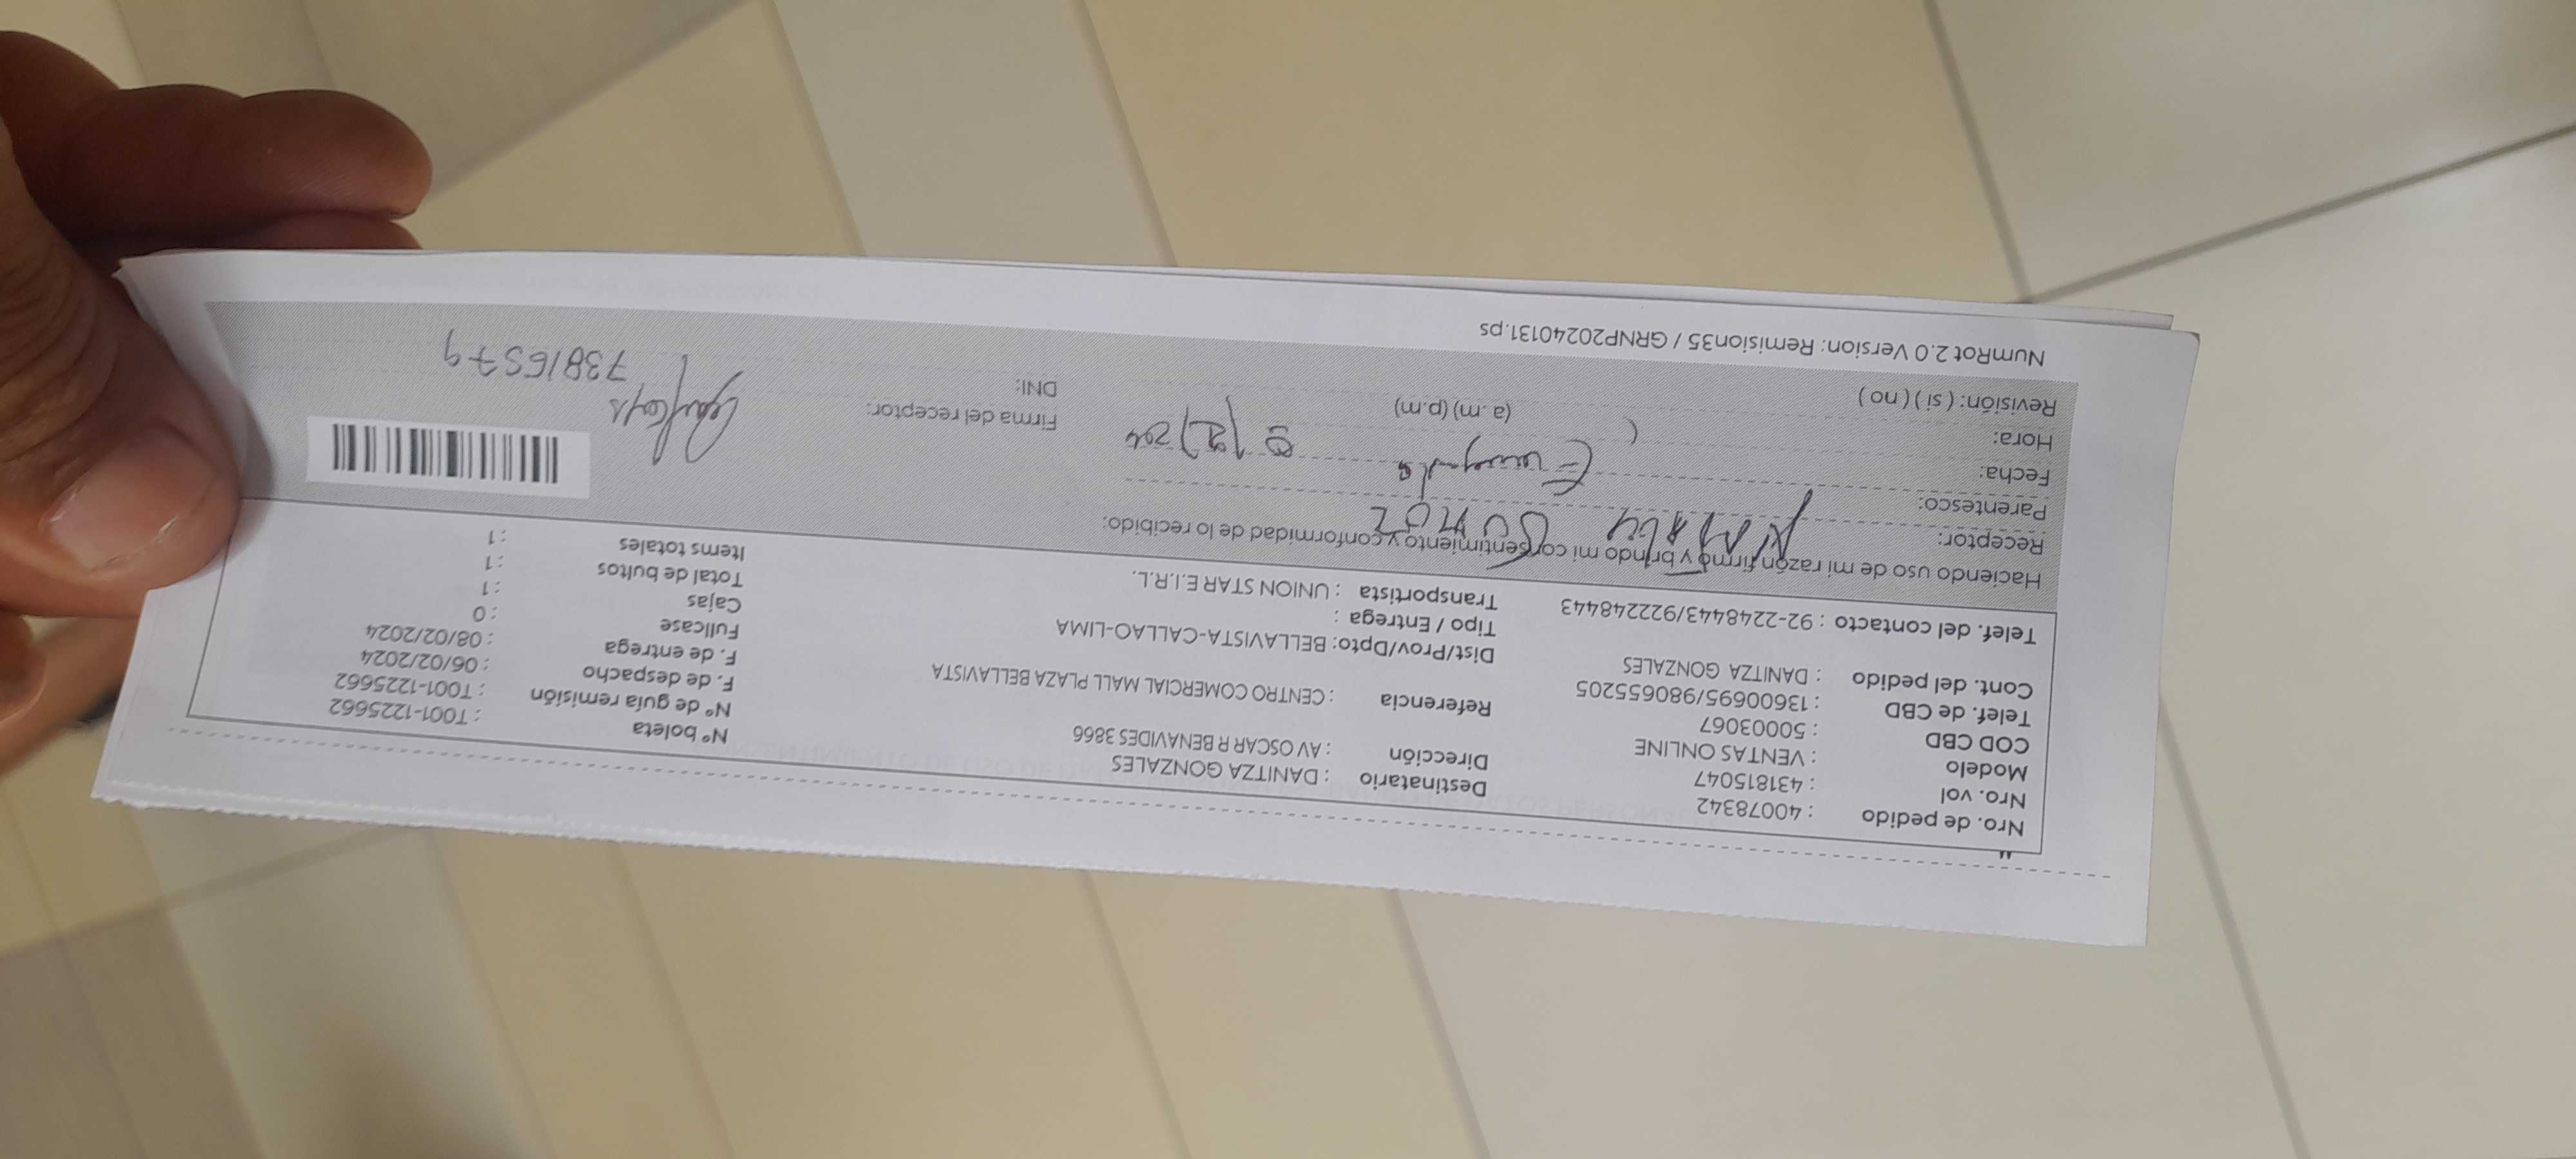 Nro. de pedido : 40078342
Nro. vol : 431815047
Modelo : VENTAS ONLINE
COD CBD : 50003067
Telef. de CBD : 13600695/980655205
Cont. del pedido : DANITZA GONZALES
Telef. del contacto : 92-2248443/922248443
Destinatario : DANITZA GONZALES
Dirección : AV OSCAR R BENAVIDES 3866
Referencia : CENTRO COMERCIAL MALL PLAZA BELLAVISTA
Dist/Prov/Dpto: BELLAVISTA-CALLAO-LIMA
Tipo / Entrega :
Transportista : UNION STAR E.I.R.L.
Nº boleta : T001-1225662
Nº de guía remisión : T001-1225662
F. de despacho : 06/02/2024
F. de entrega : 08/02/2024
Fullcase : 0
Cajas : 1
Total de bultos : 1
Items totales : 1
Haciendo uso de mi razón firmo y brindo mi consentimiento y conformidad de lo recibido:
Receptor:
Parentesco:
Fecha:
Hora: (a.m) (p.m)
Revisión: ( si ) ( no )
Firma del receptor:
DNI: 73816579
NumRot 2.0 Version: Remision35 / GRNP20240131.ps